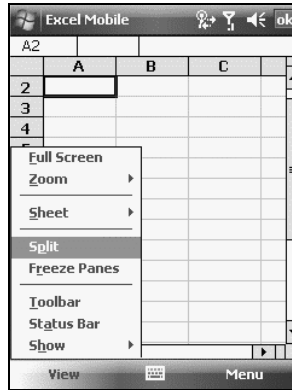 Excel Mobile ok
A2
A B C
2
3
4
Full Screen
Zoom
Sheet
Split
Freeze Panes
Toolbar
Status Bar
Show
View Menu